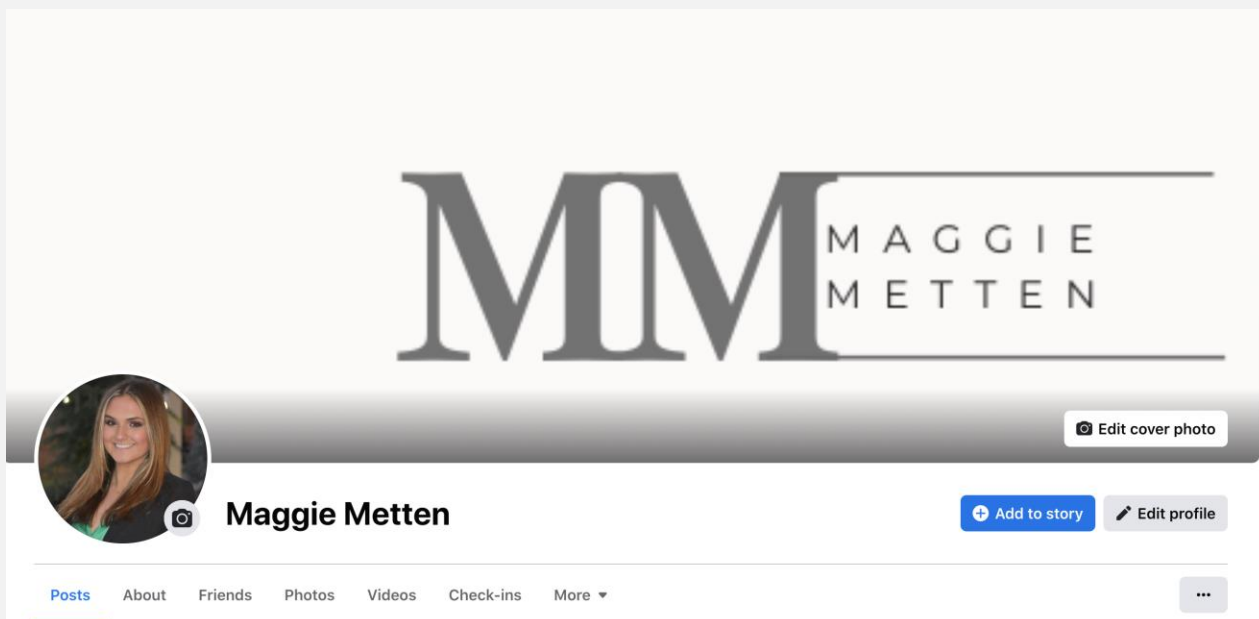 MM
MAGGIE
METTEN
Edit cover photo
Maggie Metten
Add to story
Edit profile
Posts
About
Friends
Photos
Videos
Check-ins
More